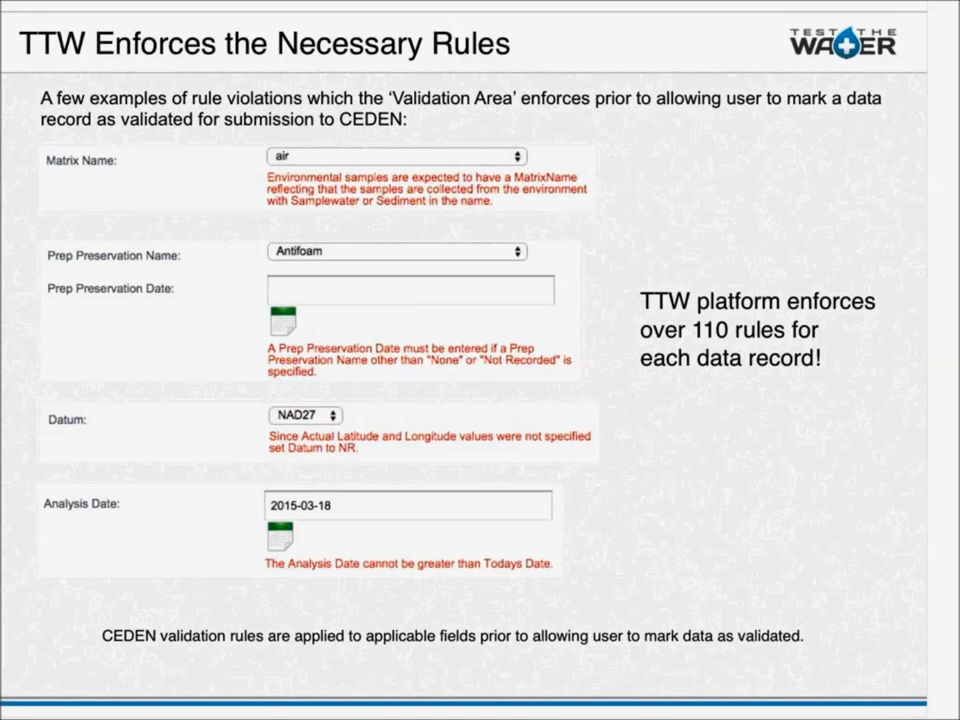 TTW Enforces the Necessary Rules
TEST THE
WATER
A few examples of rule violations which the ‘Validation Area’ enforces prior to allowing user to mark a data
record as validated for submission to CEDEN:
Matrix Name:
air
Environmental samples are expected to have a MatrixName
reflecting that the samples are collected from the environment
with Samplewater or Sediment in the name.
Prep Preservation Name:
Antifoam
Prep Preservation Date:
A Prep Preservation Date must be entered if a Prep
Preservation Name other than "None" or "Not Recorded" is
specified.
TTW platform enforces
over 110 rules for
each data record!
Datum:
NAD27
Since Actual Latitude and Longitude values were not specified
set Datum to NR.
Analysis Date:
2015-03-18
The Analysis Date cannot be greater than Todays Date.
CEDEN validation rules are applied to applicable fields prior to allowing user to mark data as validated.